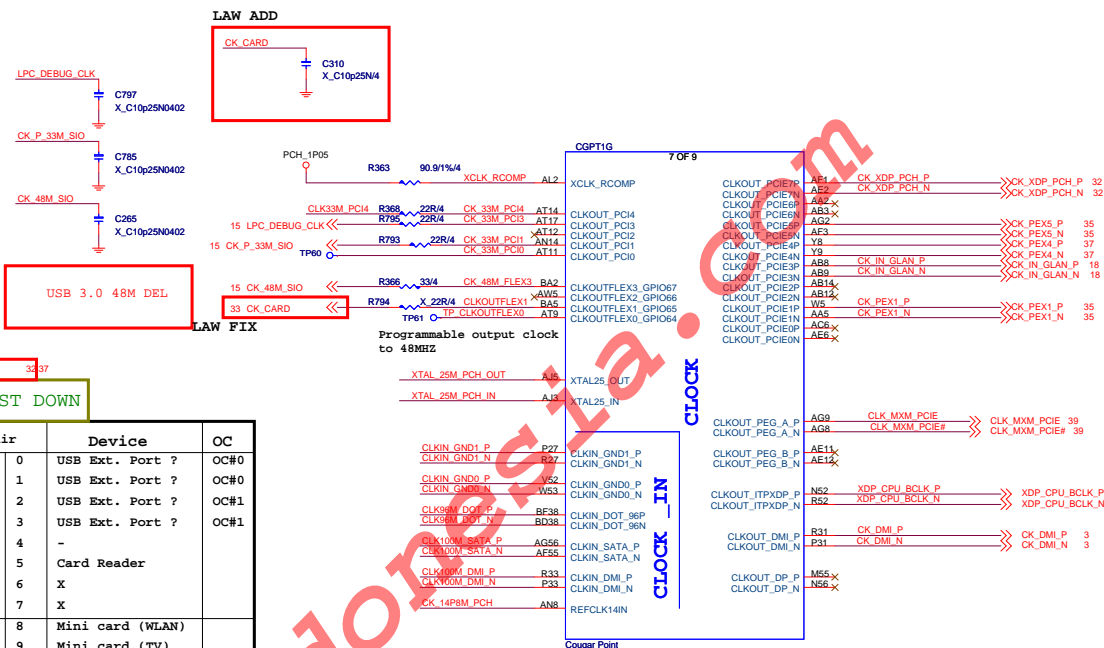 LAW ADD
CK_CARD
C310
X_C10p25N/4
LPC_DEBUG_CLK
C797
X_C10p25N0402
CK_P_33M_SIO
C785
X_C10p25N0402
CK_48M_SIO
C265
X_C10p25N0402
USB 3.0 48M DEL
LAW FIX
PCH_1P05
R363 90.9/1%/4
XCLK_RCOMP AL2
CLK33M_PCI4 R368 22R/4 CK_33M_PCI4 AT14
15 LPC_DEBUG_CLK R795 22R/4 CK_33M_PCI3 AT17
AT12
15 CK_P_33M_SIO R793 22R/4 CK_33M_PCI1 AN14
TP60 CK_33M_PCI0 AT11
15 CK_48M_SIO R366 33/4 CK_48M_FLEX3 BA2
AW5
33 CK_CARD R794 X_22R/4 CLKOUTFLEX1 BA5
TP61 TP_CLKOUTFLEX0 AT9
Programmable output clock
to 48MHZ
XTAL_25M_PCH_OUT AJ5
XTAL_25M_PCH_IN AJ3
CLKIN_GND1_P P27
CLKIN_GND1_N R27
CLKIN_GND0_P V52
CLKIN_GND0_N W53
CLK96M_DOT_P BF38
CLK96M_DOT_N BD38
CLK100M_SATA_P AG56
CLK100M_SATA_N AF55
CLK100M_DMI_P R33
CLK100M_DMI_N P33
CK_14P8M_PCH AN8
CGPT1G
7 OF 9
XCLK_RCOMP
CLKOUT_PCI4
CLKOUT_PCI3
CLKOUT_PCI2
CLKOUT_PCI1
CLKOUT_PCI0
CLKOUTFLEX3_GPIO67
CLKOUTFLEX2_GPIO66
CLKOUTFLEX1_GPIO65
CLKOUTFLEX0_GPIO64
XTAL25_OUT
XTAL25_IN
CLKIN_GND1_P
CLKIN_GND1_N
CLKIN_GND0_P
CLKIN_GND0_N
CLKIN_DOT_96P
CLKIN_DOT_96N
CLKIN_SATA_P
CLKIN_SATA_N
CLKIN_DMI_P
CLKIN_DMI_N
REFCLK14IN
CLOCK
CLOCK _IN
CLKOUT_PCIE7P AE1 CK_XDP_PCH_P CK_XDP_PCH_P 32
CLKOUT_PCIE7N AE2 CK_XDP_PCH_N CK_XDP_PCH_N 32
CLKOUT_PCIE6P AA2
CLKOUT_PCIE6N AB3
CLKOUT_PCIE5P AG2 CK_PEX5_P 35
CLKOUT_PCIE5N AF3 CK_PEX5_N 35
CLKOUT_PCIE4P Y8 CK_PEX4_P 37
CLKOUT_PCIE4N Y9 CK_PEX4_N 37
CLKOUT_PCIE3P AB8 CK_IN_GLAN_P CK_IN_GLAN_P 18
CLKOUT_PCIE3N AB9 CK_IN_GLAN_N CK_IN_GLAN_N 18
CLKOUT_PCIE2P AB14
CLKOUT_PCIE2N AB12
CLKOUT_PCIE1P W5 CK_PEX1_P CK_PEX1_P 35
CLKOUT_PCIE1N AA5 CK_PEX1_N CK_PEX1_N 35
CLKOUT_PCIE0P AC6
CLKOUT_PCIE0N AE6
CLKOUT_PEG_A_P AG9 CLK_MXM_PCIE CLK_MXM_PCIE 39
CLKOUT_PEG_A_N AG8 CLK_MXM_PCIE# CLK_MXM_PCIE# 39
CLKOUT_PEG_B_P AE11
CLKOUT_PEG_B_N AE12
CLKOUT_ITPXDP_P N52 XDP_CPU_BCLK_P XDP_CPU_BCLK_P
CLKOUT_ITPXDP_N R52 XDP_CPU_BCLK_N XDP_CPU_BCLK_N
CLKOUT_DMI_P R31 CK_DMI_P CK_DMI_P 3
CLKOUT_DMI_N P31 CK_DMI_N CK_DMI_N 3
CLKOUT_DP_P M55
CLKOUT_DP_N N56
Cougar Point
3237
ST DOWN
ir Device OC
0 USB Ext. Port ? OC#0
1 USB Ext. Port ? OC#0
2 USB Ext. Port ? OC#1
3 USB Ext. Port ? OC#1
4 -
5 Card Reader
6 X
7 X
8 Mini card (WLAN)
9 Mini card (TV)
donesia.com